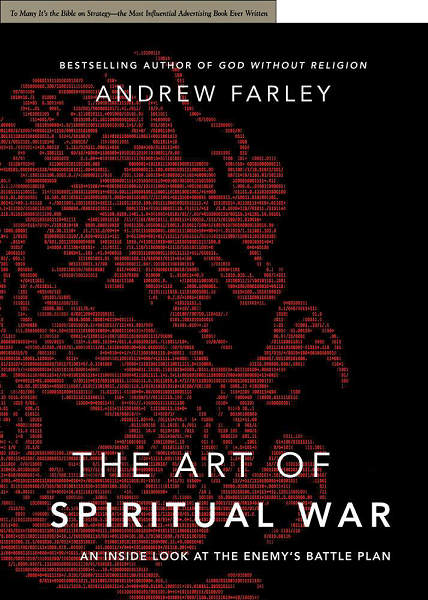 To Many It's the Bible on Strategy—the Most Influential Advertising Book Ever Written
BESTSELLING AUTHOR OF GOD WITHOUT RELIGION
ANDREW FARLEY
THE ART OF
SPIRITUAL WAR
AN INSIDE LOOK AT THE ENEMY'S BATTLE PLAN